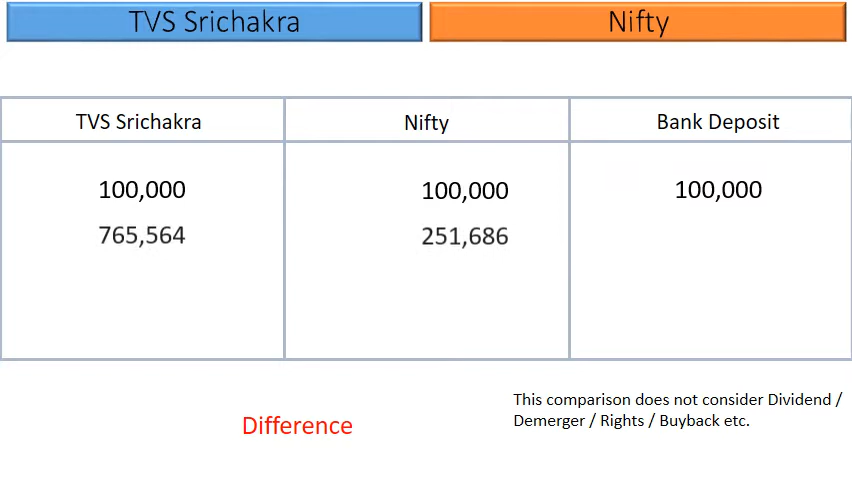 TVS Srichakra
Nifty
TVS Srichakra
Nifty
Bank Deposit
100,000
100,000
100,000
765,564
251,686
This comparison does not consider Dividend /
Demerger / Rights / Buyback etc.
Difference